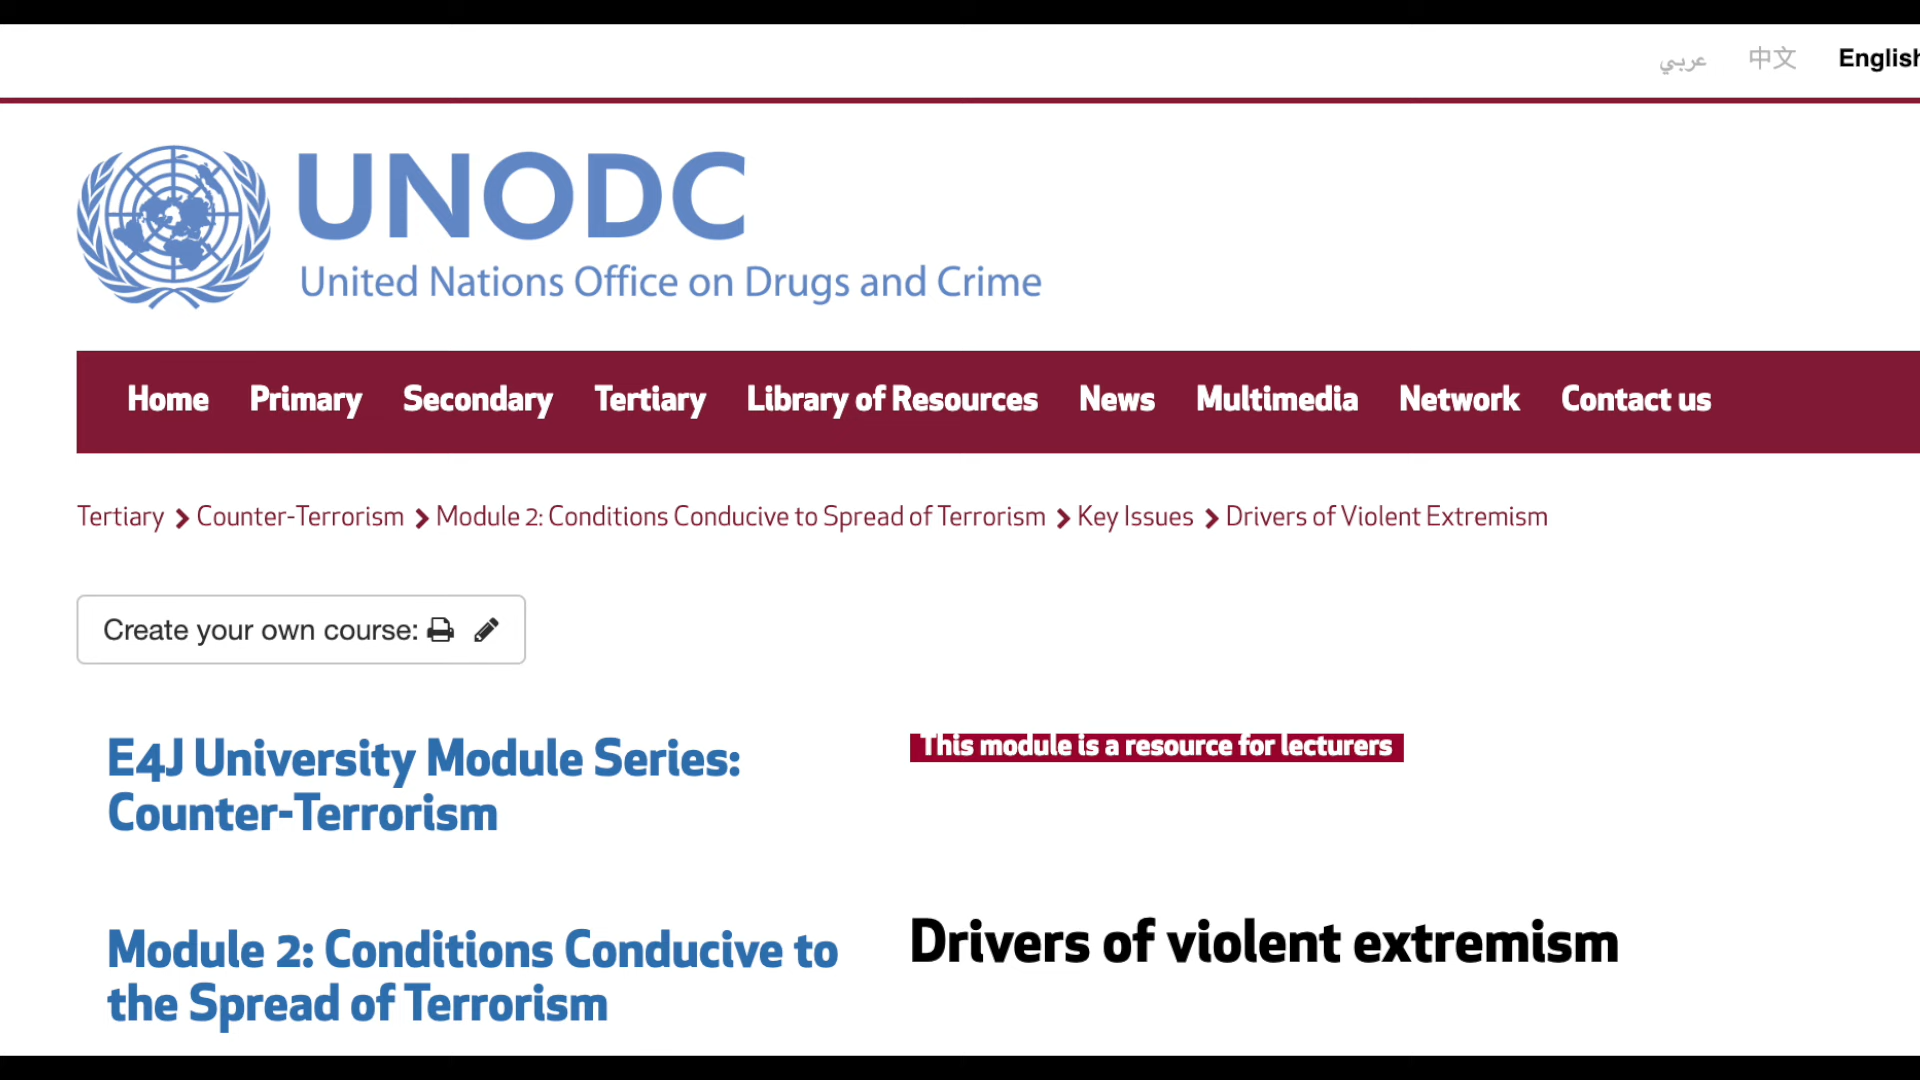 عربي 中文 English
UNODC
United Nations Office on Drugs and Crime
Home Primary Secondary Tertiary Library of Resources News Multimedia Network Contact us
Tertiary > Counter-Terrorism > Module 2: Conditions Conducive to Spread of Terrorism > Key Issues > Drivers of Violent Extremism
Create your own course:
E4J University Module Series:
Counter-Terrorism
Module 2: Conditions Conducive to
the Spread of Terrorism
This module is a resource for lecturers
Drivers of violent extremism